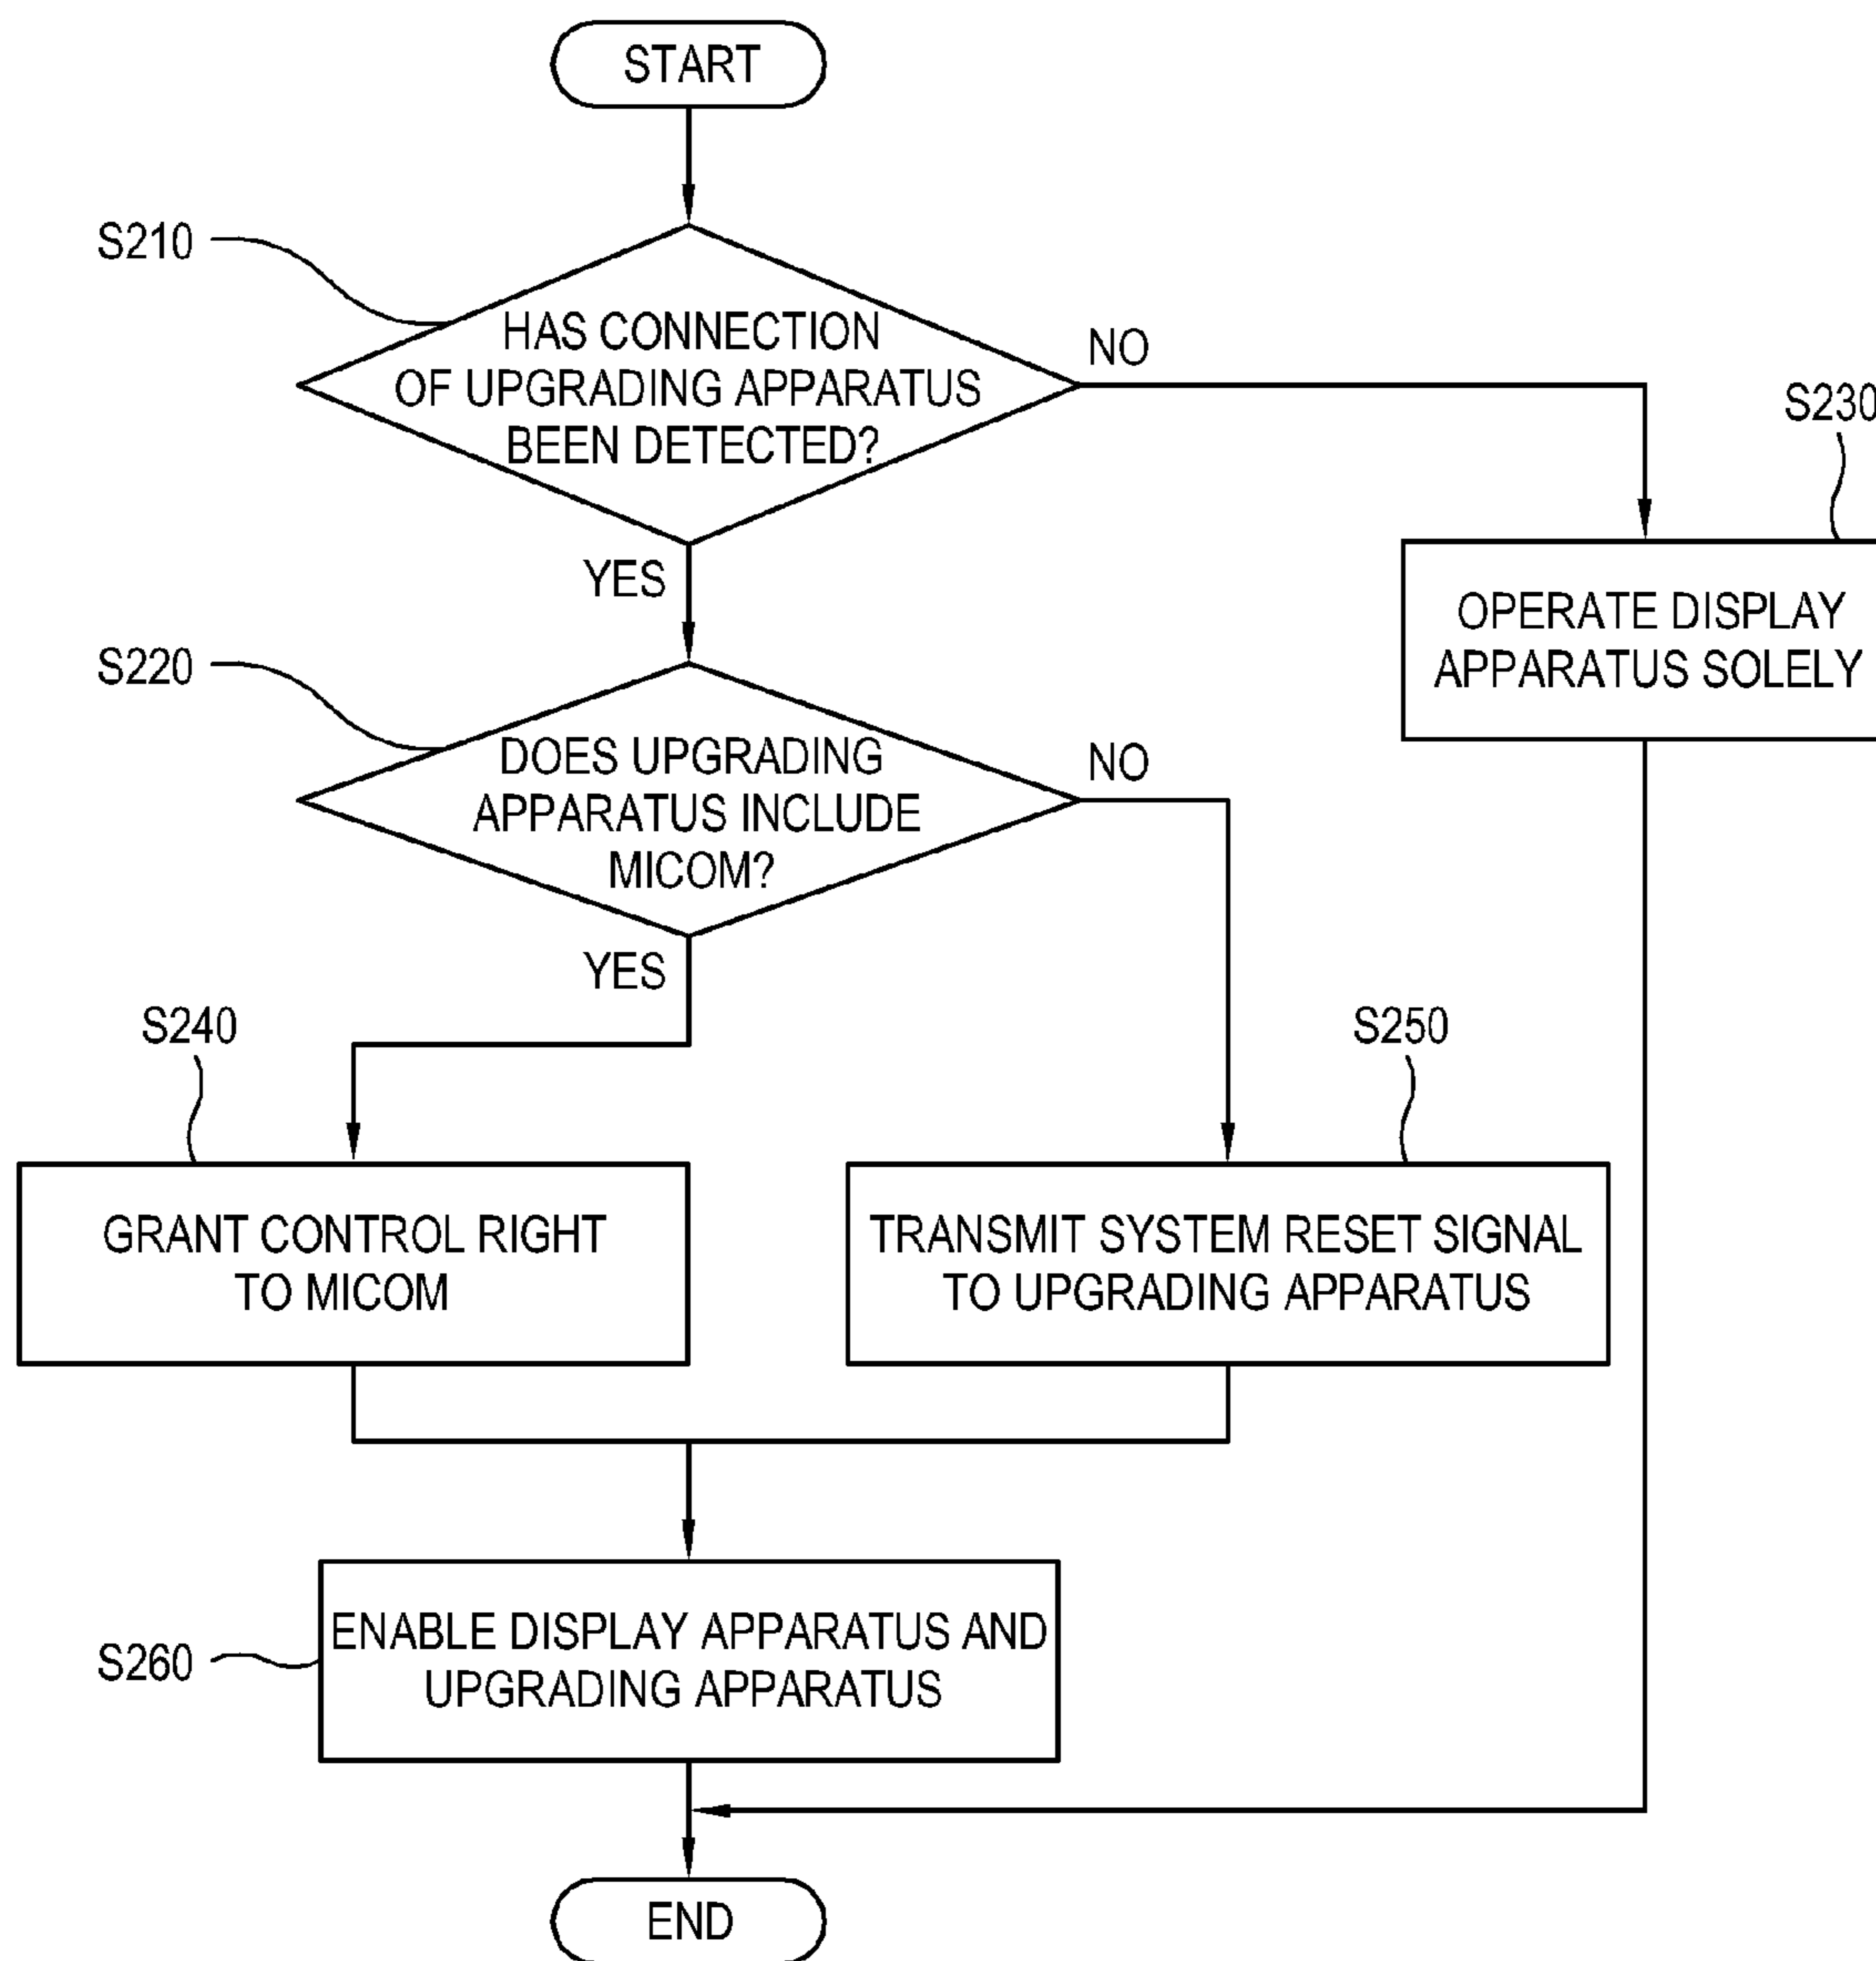 START
S210
HAS CONNECTION
OF UPGRADING APPARATUS
BEEN DETECTED?
NO
S230
YES
OPERATE DISPLAY
APPARATUS SOLELY
S220
DOES UPGRADING
APPARATUS INCLUDE
MICOM?
NO
YES
S240
S250
GRANT CONTROL RIGHT
TO MICOM
TRANSMIT SYSTEM RESET SIGNAL
TO UPGRADING APPARATUS
S260
ENABLE DISPLAY APPARATUS AND
UPGRADING APPARATUS
END